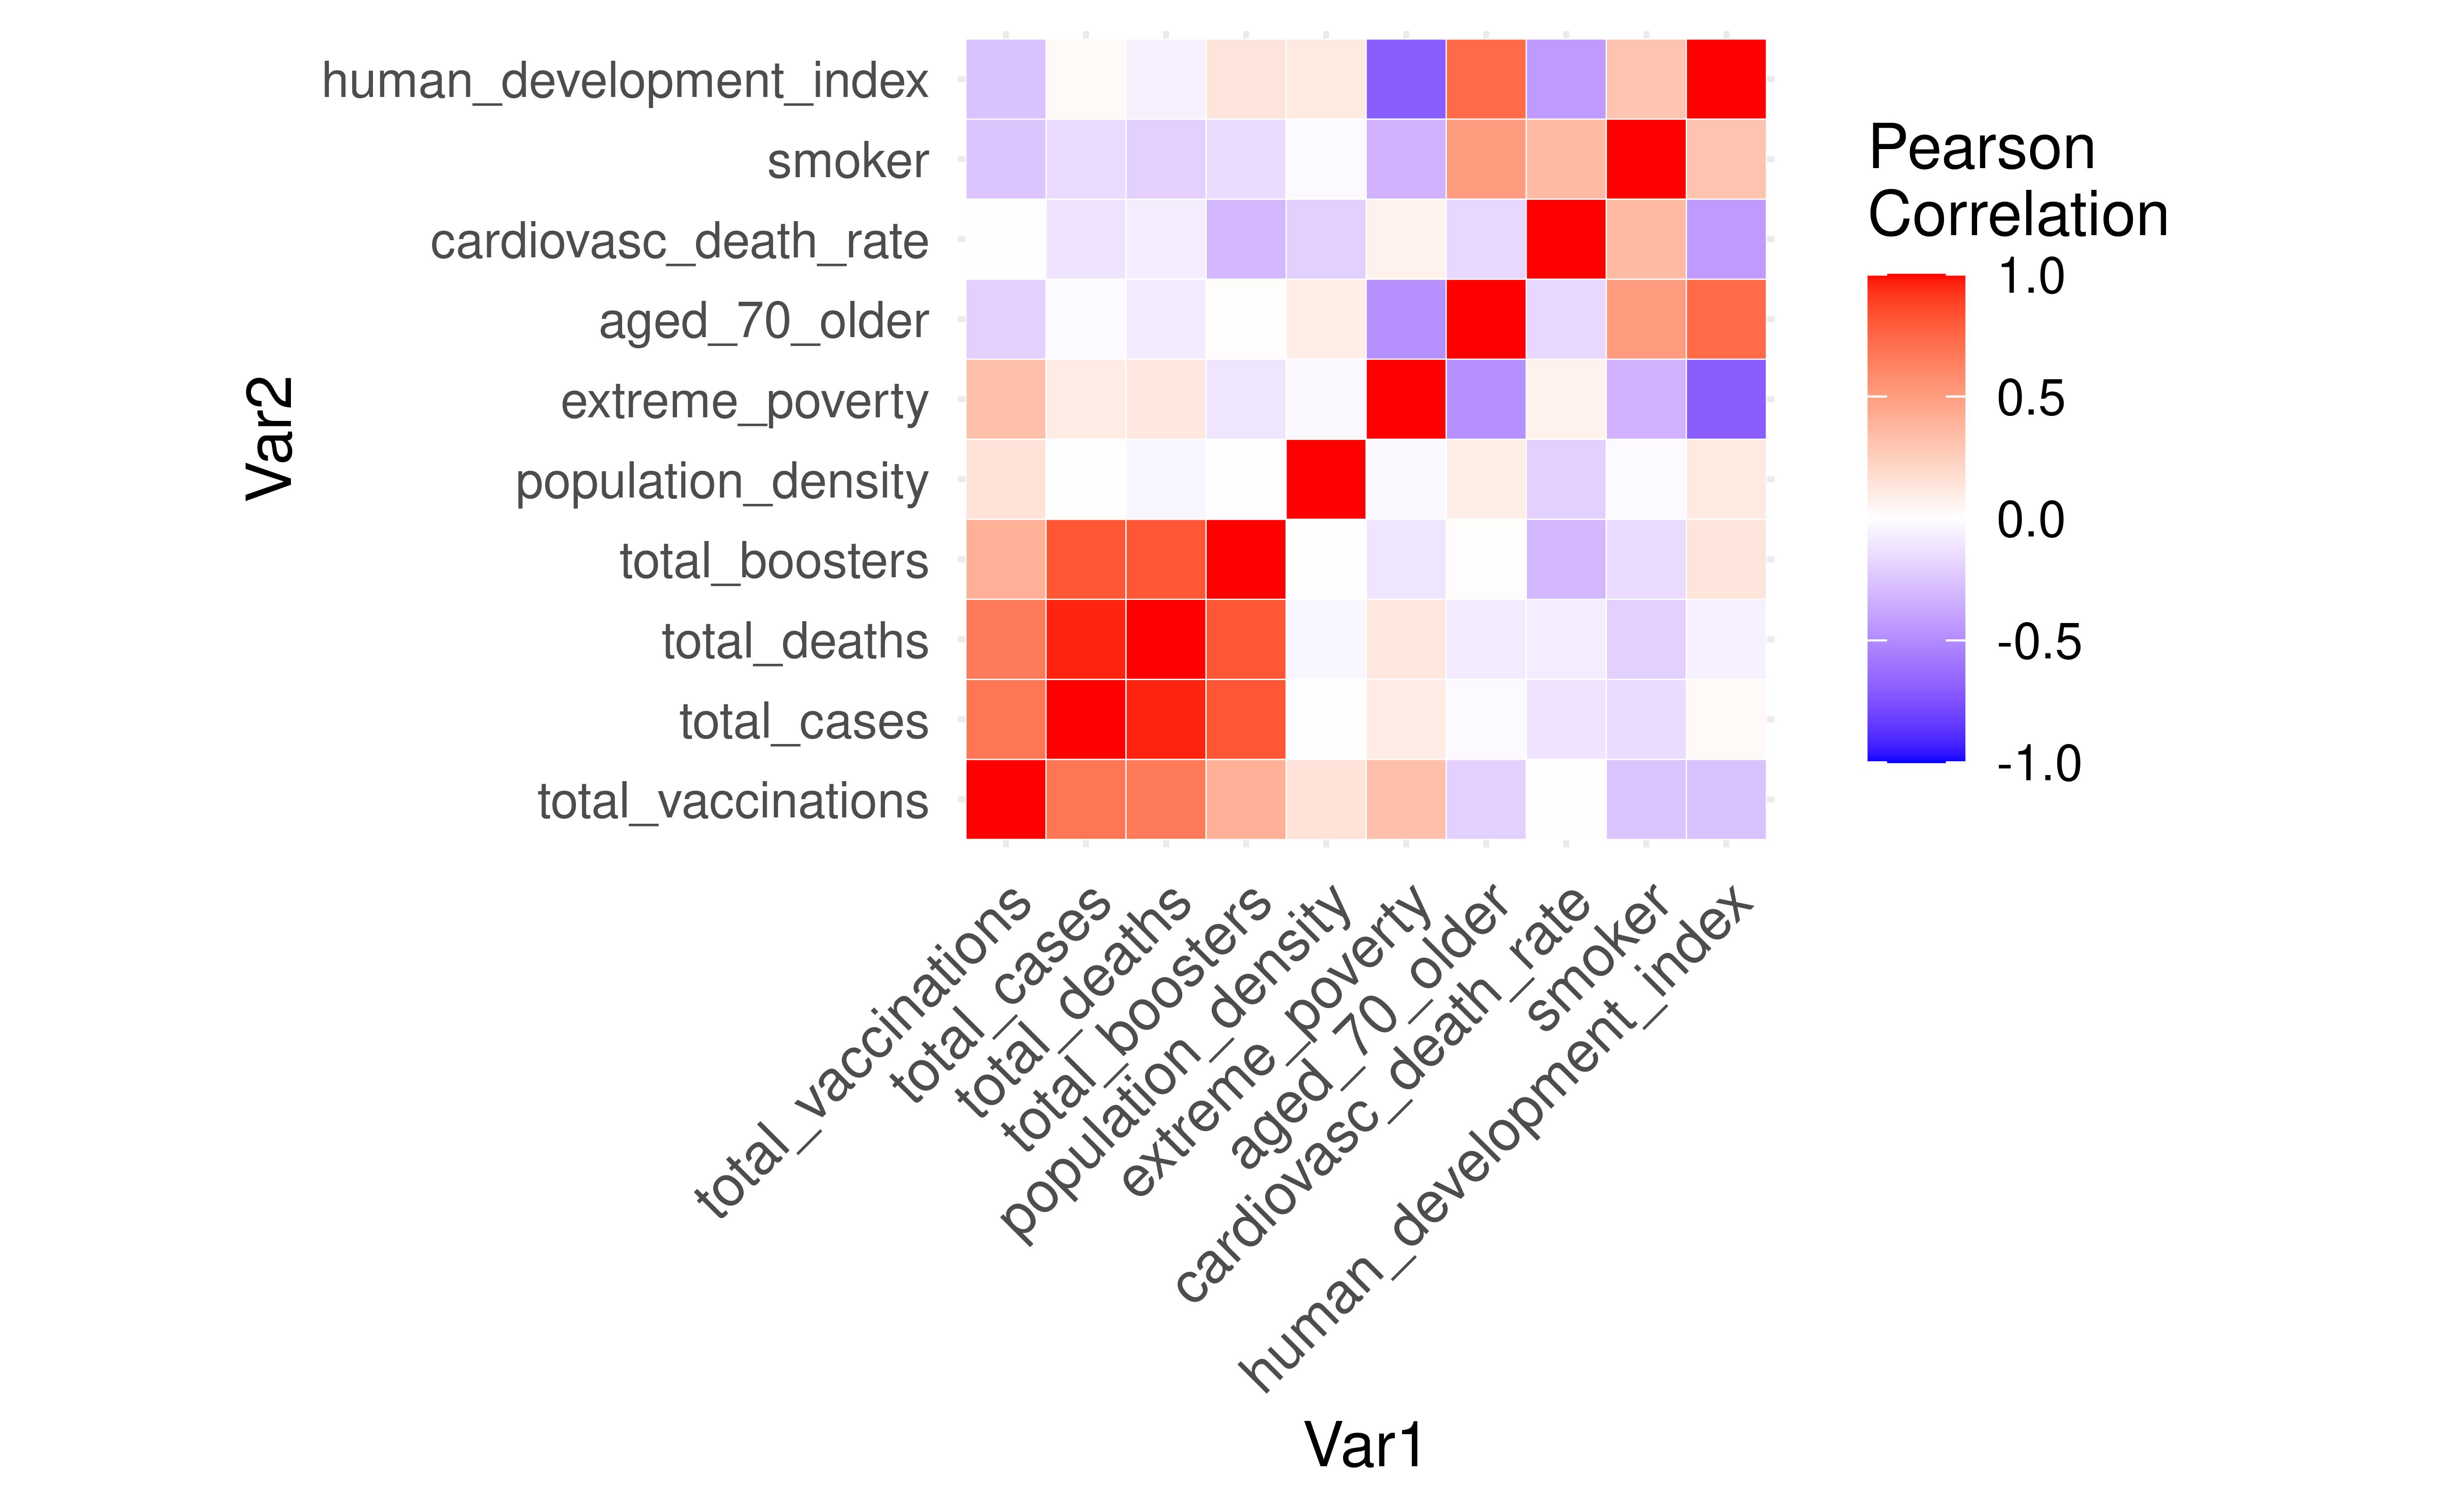 human_development_index
smoker
cardiovasc_death_rate
aged_70_older
extreme_poverty
population_density
total_boosters
total_deaths
total_cases
total_vaccinations
Var2
total_vaccinations
total_cases
total_deaths
total_boosters
population_density
extreme_poverty
aged_70_older
cardiovasc_death_rate
smoker
human_development_index
Var1
Pearson
Correlation
1.0
0.5
0.0
-0.5
-1.0